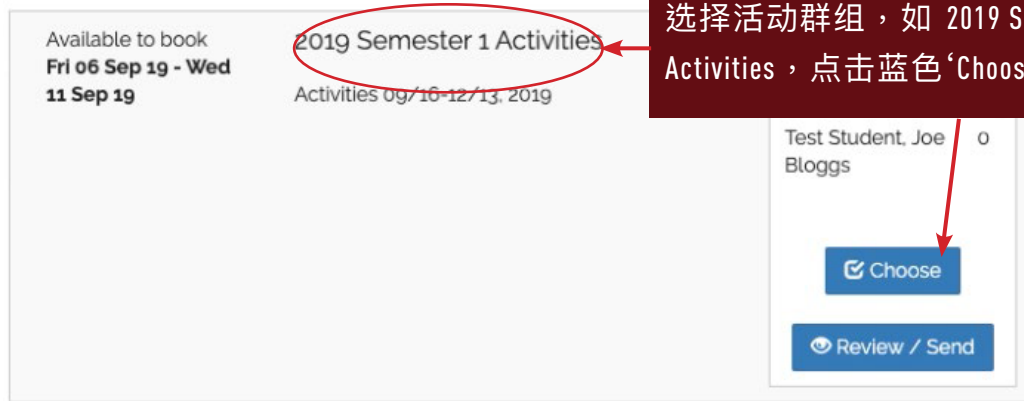 Available to book
Fri 06 Sep 19 - Wed
11 Sep 19
2019 Semester 1 Activities
Activities 09/16-12/13, 2019
选择活动群组，如 2019 S
Activities，点击蓝色‘Choos
Test Student, Joe 0
Bloggs
Choose
Review / Send